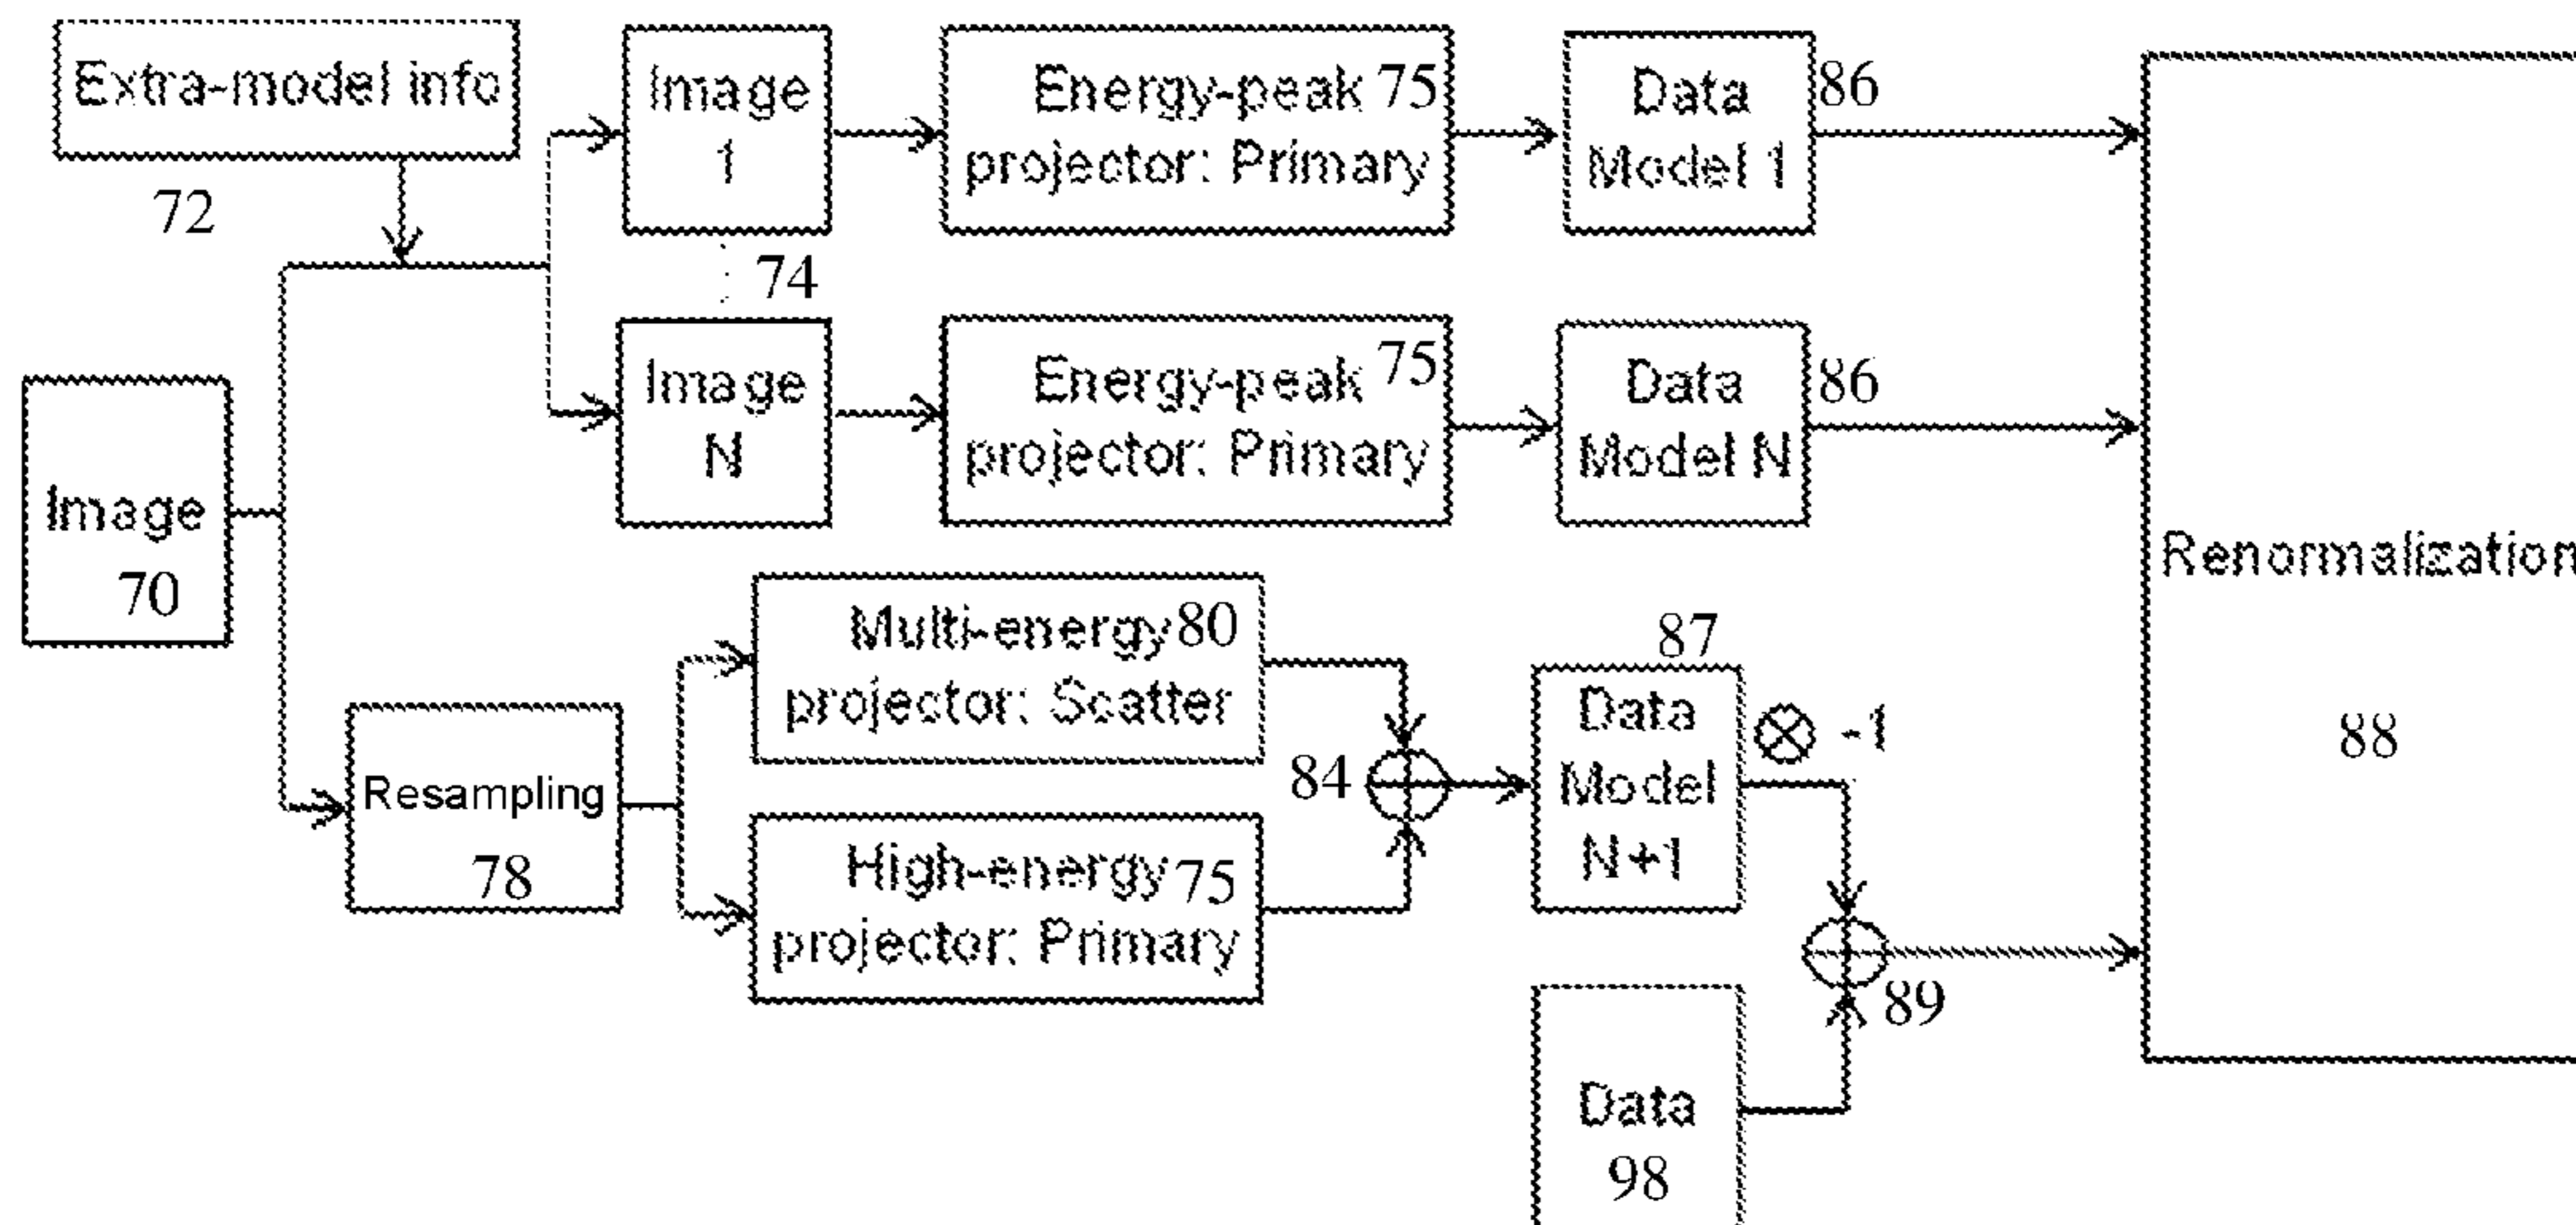 Extra-model info
72
Image
1
74
Image
N
Energy-peak 75
projector: Primary
Energy-peak 75
projector: Primary
Data
Model 1
86
Data
Model N
86
Image
70
Resampling
78
Multi-energy 80
projector: Scatter
High-energy 75
projector: Primary
84
87
Data
Model
N+1
⊗ -1
89
Data
98
Renormalization
88